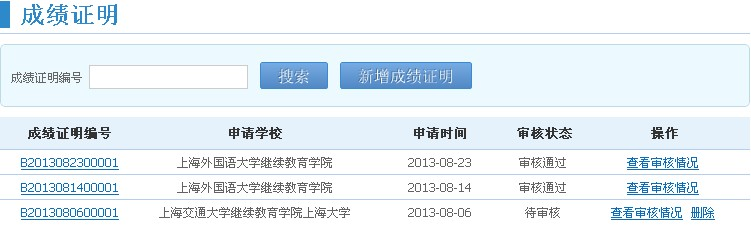 成绩证明
成绩证明编号 搜索 新增成绩证明
成绩证明编号 申请学校 申请时间 审核状态 操作
B2013082300001 上海外国语大学继续教育学院 2013-08-23 审核通过 查看审核情况
B2013081400001 上海外国语大学继续教育学院 2013-08-14 审核通过 查看审核情况
B2013080600001 上海交通大学继续教育学院上海大学 2013-08-06 待审核 查看审核情况 删除